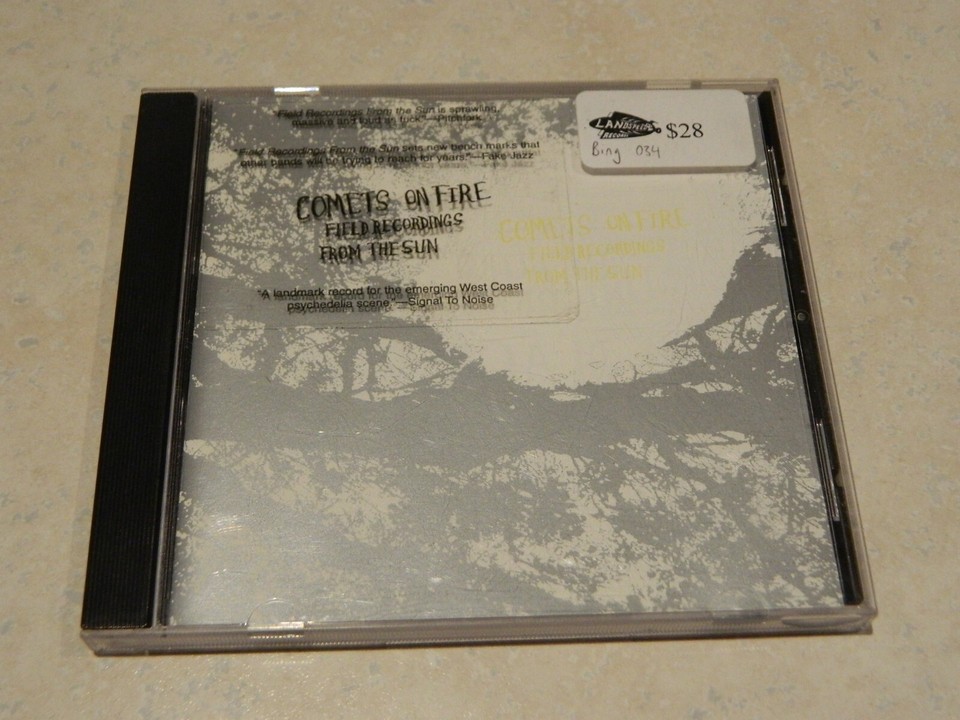 "Field Recordings From the Sun is sprawling,
massive and loud as fuck"—Pitchfork
"Field Recordings From the Sun sets new bench marks that
other bands will be trying to reach for years."—Fake Jazz
COMETS ON FIRE
FIELD RECORDINGS
FROM THE SUN
"A landmark record for the emerging West Coast
psychedelia scene."—Signal To Noise
COMETS ON FIRE
FIELD RECORDINGS
FROM THE SUN
$28
Bing 034